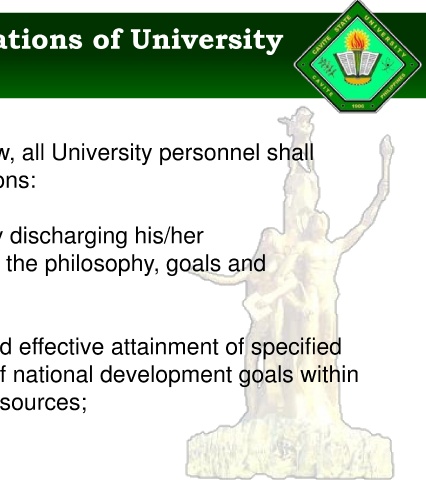 ations of University
CAVITE STATE UNIVERSITY
CAVITE
PHILIPPINES
1906
w, all University personnel shall
ons:
y discharging his/her
the philosophy, goals and
d effective attainment of specified
f national development goals within
sources;